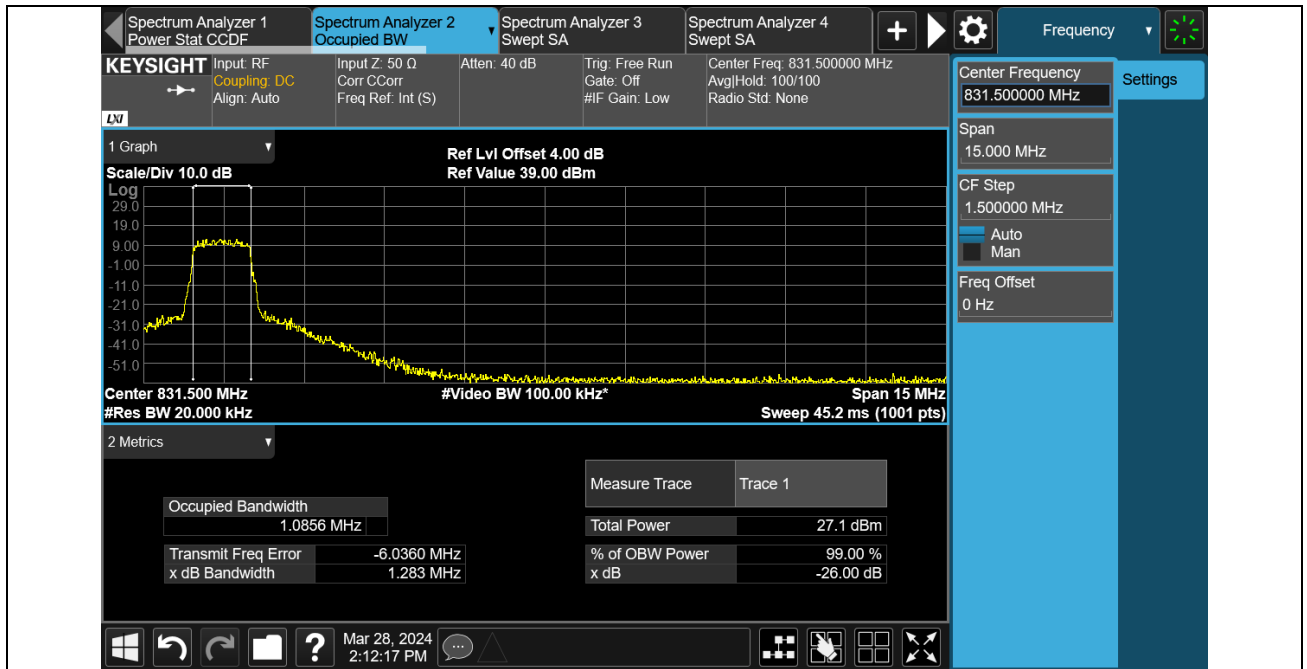 Spectrum Analyzer 1
Power Stat CCDF
Spectrum Analyzer 2
Occupied BW
Spectrum Analyzer 3
Swept SA
Spectrum Analyzer 4
Swept SA
+
Frequency
KEYSIGHT
LXI
Input: RF
Coupling: DC
Align: Auto
Input Z: 50 Ω
Corr CCorr
Freq Ref: Int (S)
Atten: 40 dB
Trig: Free Run
Gate: Off
#IF Gain: Low
Center Freq: 831.500000 MHz
Avg|Hold: 100/100
Radio Std: None
Center Frequency
831.500000 MHz
Settings
Span
15.000 MHz
CF Step
1.500000 MHz
Auto
Man
Freq Offset
0 Hz
1 Graph
Scale/Div 10.0 dB
Ref Lvl Offset 4.00 dB
Ref Value 39.00 dBm
Log
29.0
19.0
9.00
-1.00
-11.0
-21.0
-31.0
-41.0
-51.0
Center 831.500 MHz
#Video BW 100.00 kHz*
Span 15 MHz
#Res BW 20.000 kHz
Sweep 45.2 ms (1001 pts)
2 Metrics
Measure Trace Trace 1
Occupied Bandwidth
1.0856 MHz
Total Power 27.1 dBm
Transmit Freq Error -6.0360 MHz
% of OBW Power 99.00 %
x dB Bandwidth 1.283 MHz
x dB -26.00 dB
?
Mar 28, 2024
2:12:17 PM